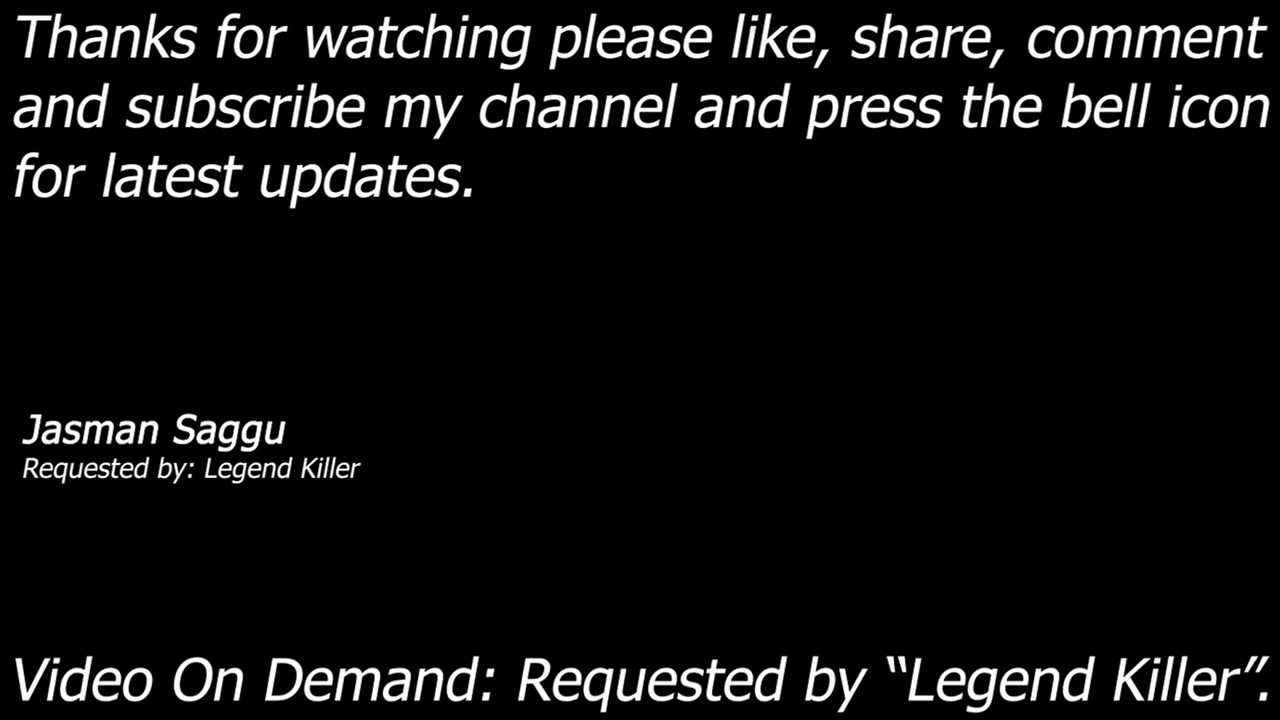 Thanks for watching please like, share, comment
and subscribe my channel and press the bell icon
for latest updates.
Jasman Saggu
Requested by: Legend Killer
Video On Demand: Requested by “Legend Killer”.